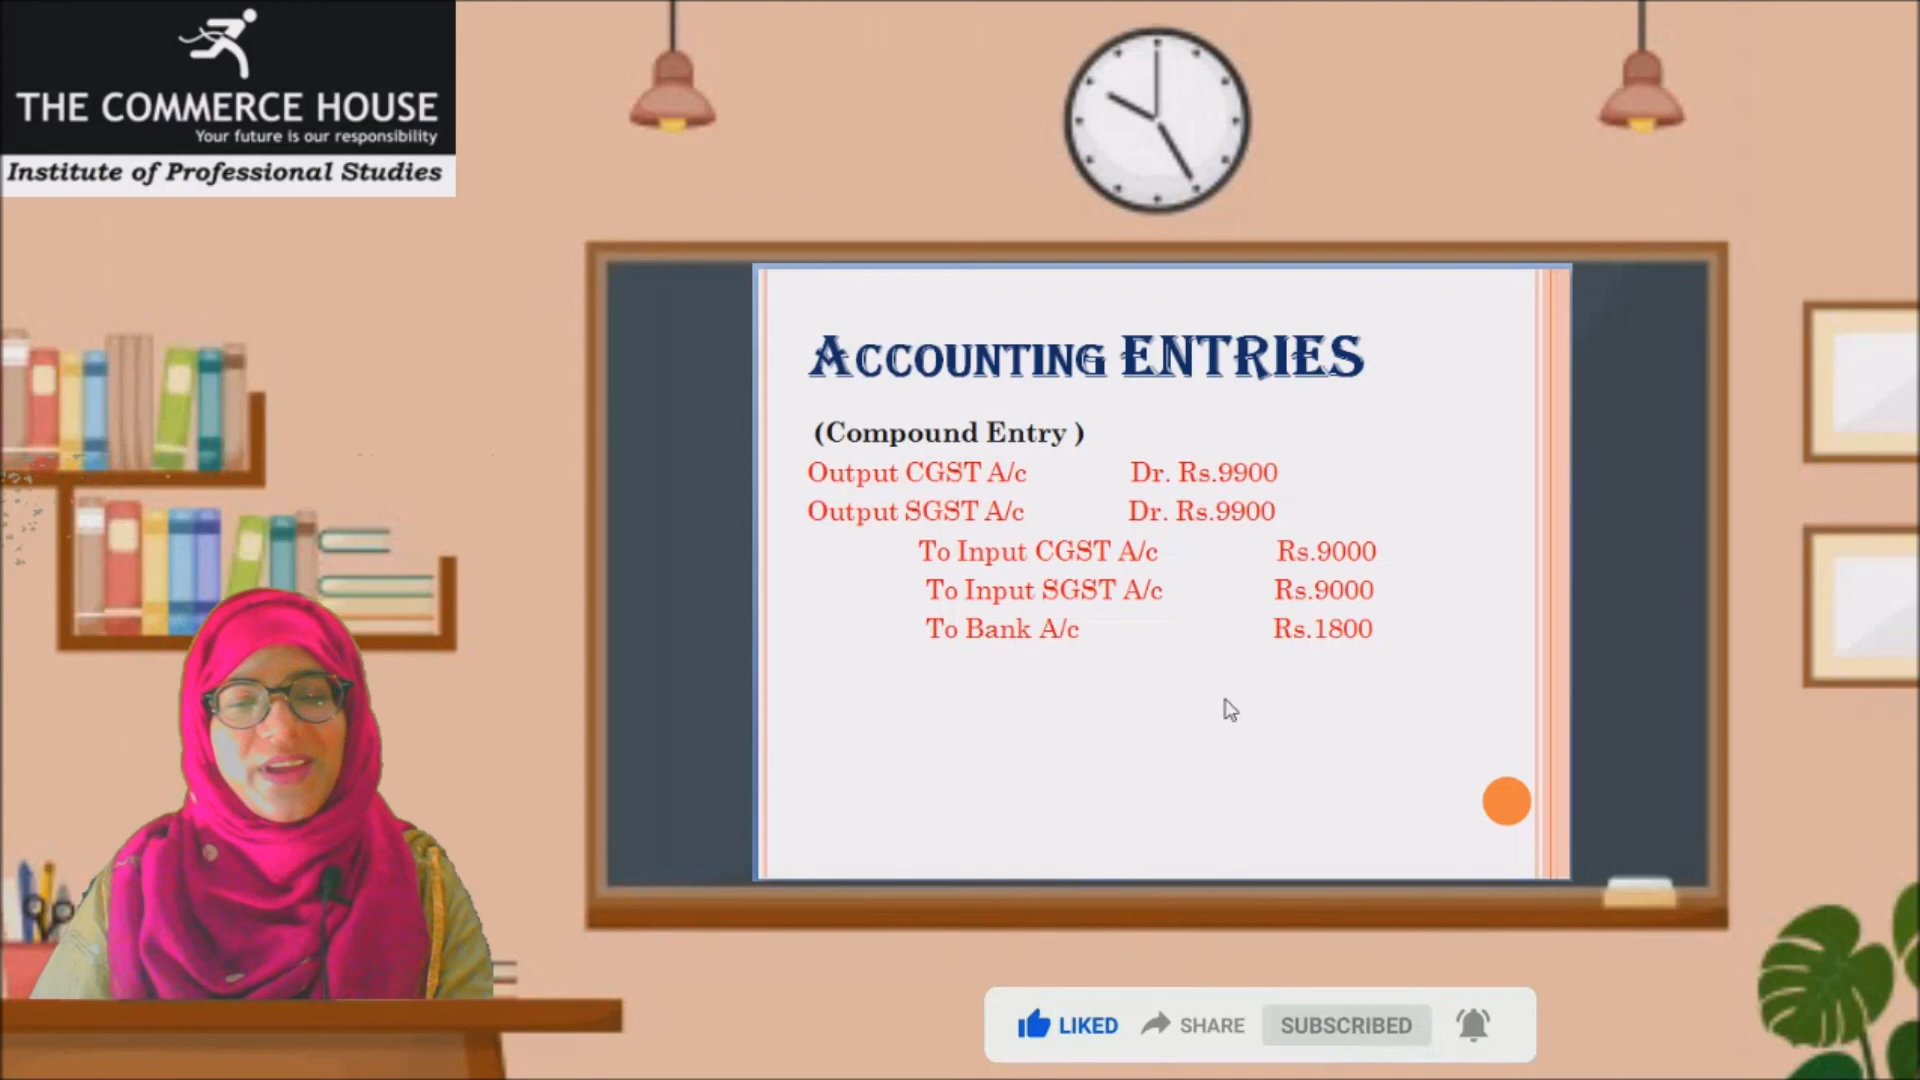 THE COMMERCE HOUSE
Your future is our responsibility
Institute of Professional Studies
ACCOUNTING ENTRIES
(Compound Entry )
Output CGST A/c Dr. Rs.9900
Output SGST A/c Dr. Rs.9900
To Input CGST A/c Rs.9000
To Input SGST A/c Rs.9000
To Bank A/c Rs.1800
LIKED SHARE SUBSCRIBED